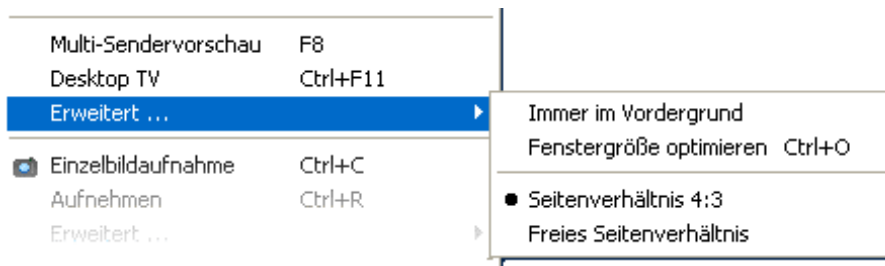 Multi-Sendervorschau F8
Desktop TV Ctrl+F11
Erweitert ...
Immer im Vordergrund
Fenstergröße optimieren Ctrl+O
Einzelbildaufnahme Ctrl+C
Aufnehmen Ctrl+R
Erweitert ...
Seitenverhältnis 4:3
Freies Seitenverhältnis